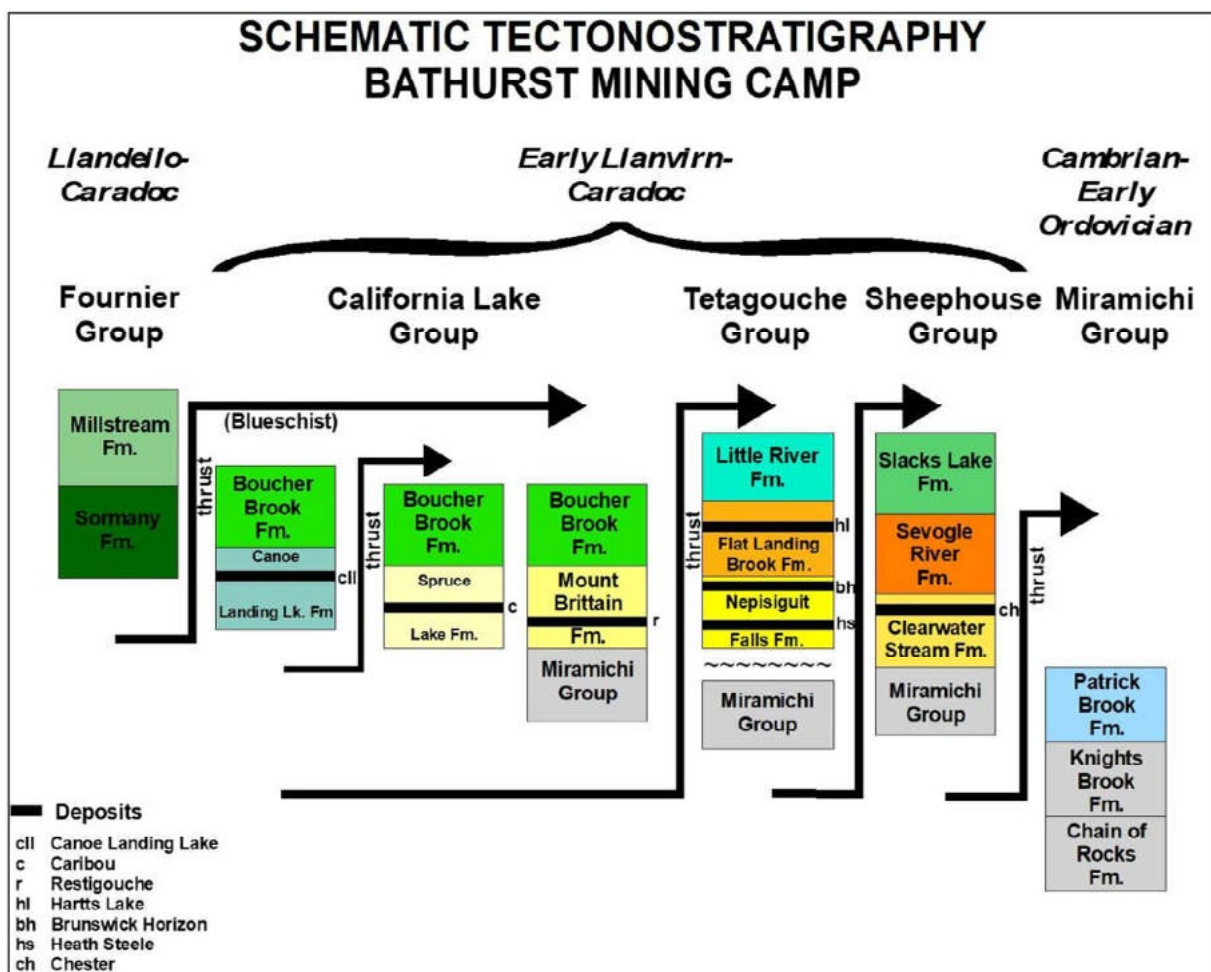 SCHEMATIC TECTONOSTRATIGRAPHY
BATHURST MINING CAMP
Llandeilo-
Caradoc
Early Llanvirn-
Caradoc
Cambrian-
Early
Ordovician
Fournier
Group
California Lake
Group
Tetagouche
Group
Sheephouse
Group
Miramichi
Group
Millstream
Fm.
Sormany
Fm.
thrust
(Blueschist)
Boucher
Brook
Fm.
Canoe
cll
Landing Lk. Fm
thrust
Boucher
Brook
Fm.
Spruce
c
Lake Fm.
Boucher
Brook
Fm.
Mount
Brittain
r
Fm.
Miramichi
Group
thrust
Little River
Fm.
hl
Flat Landing
Brook Fm.
bh
Nepisiguit
hs
Falls Fm.
~~~~~~~~
Miramichi
Group
Slacks Lake
Fm.
Sevogle
River
Fm.
ch
Clearwater
Stream Fm.
Miramichi
Group
thrust
Patrick
Brook
Fm.
Knights
Brook
Fm.
Chain of
Rocks
Fm.
Deposits
cll Canoe Landing Lake
c Caribou
r Restigouche
hl Hartts Lake
bh Brunswick Horizon
hs Heath Steele
ch Chester